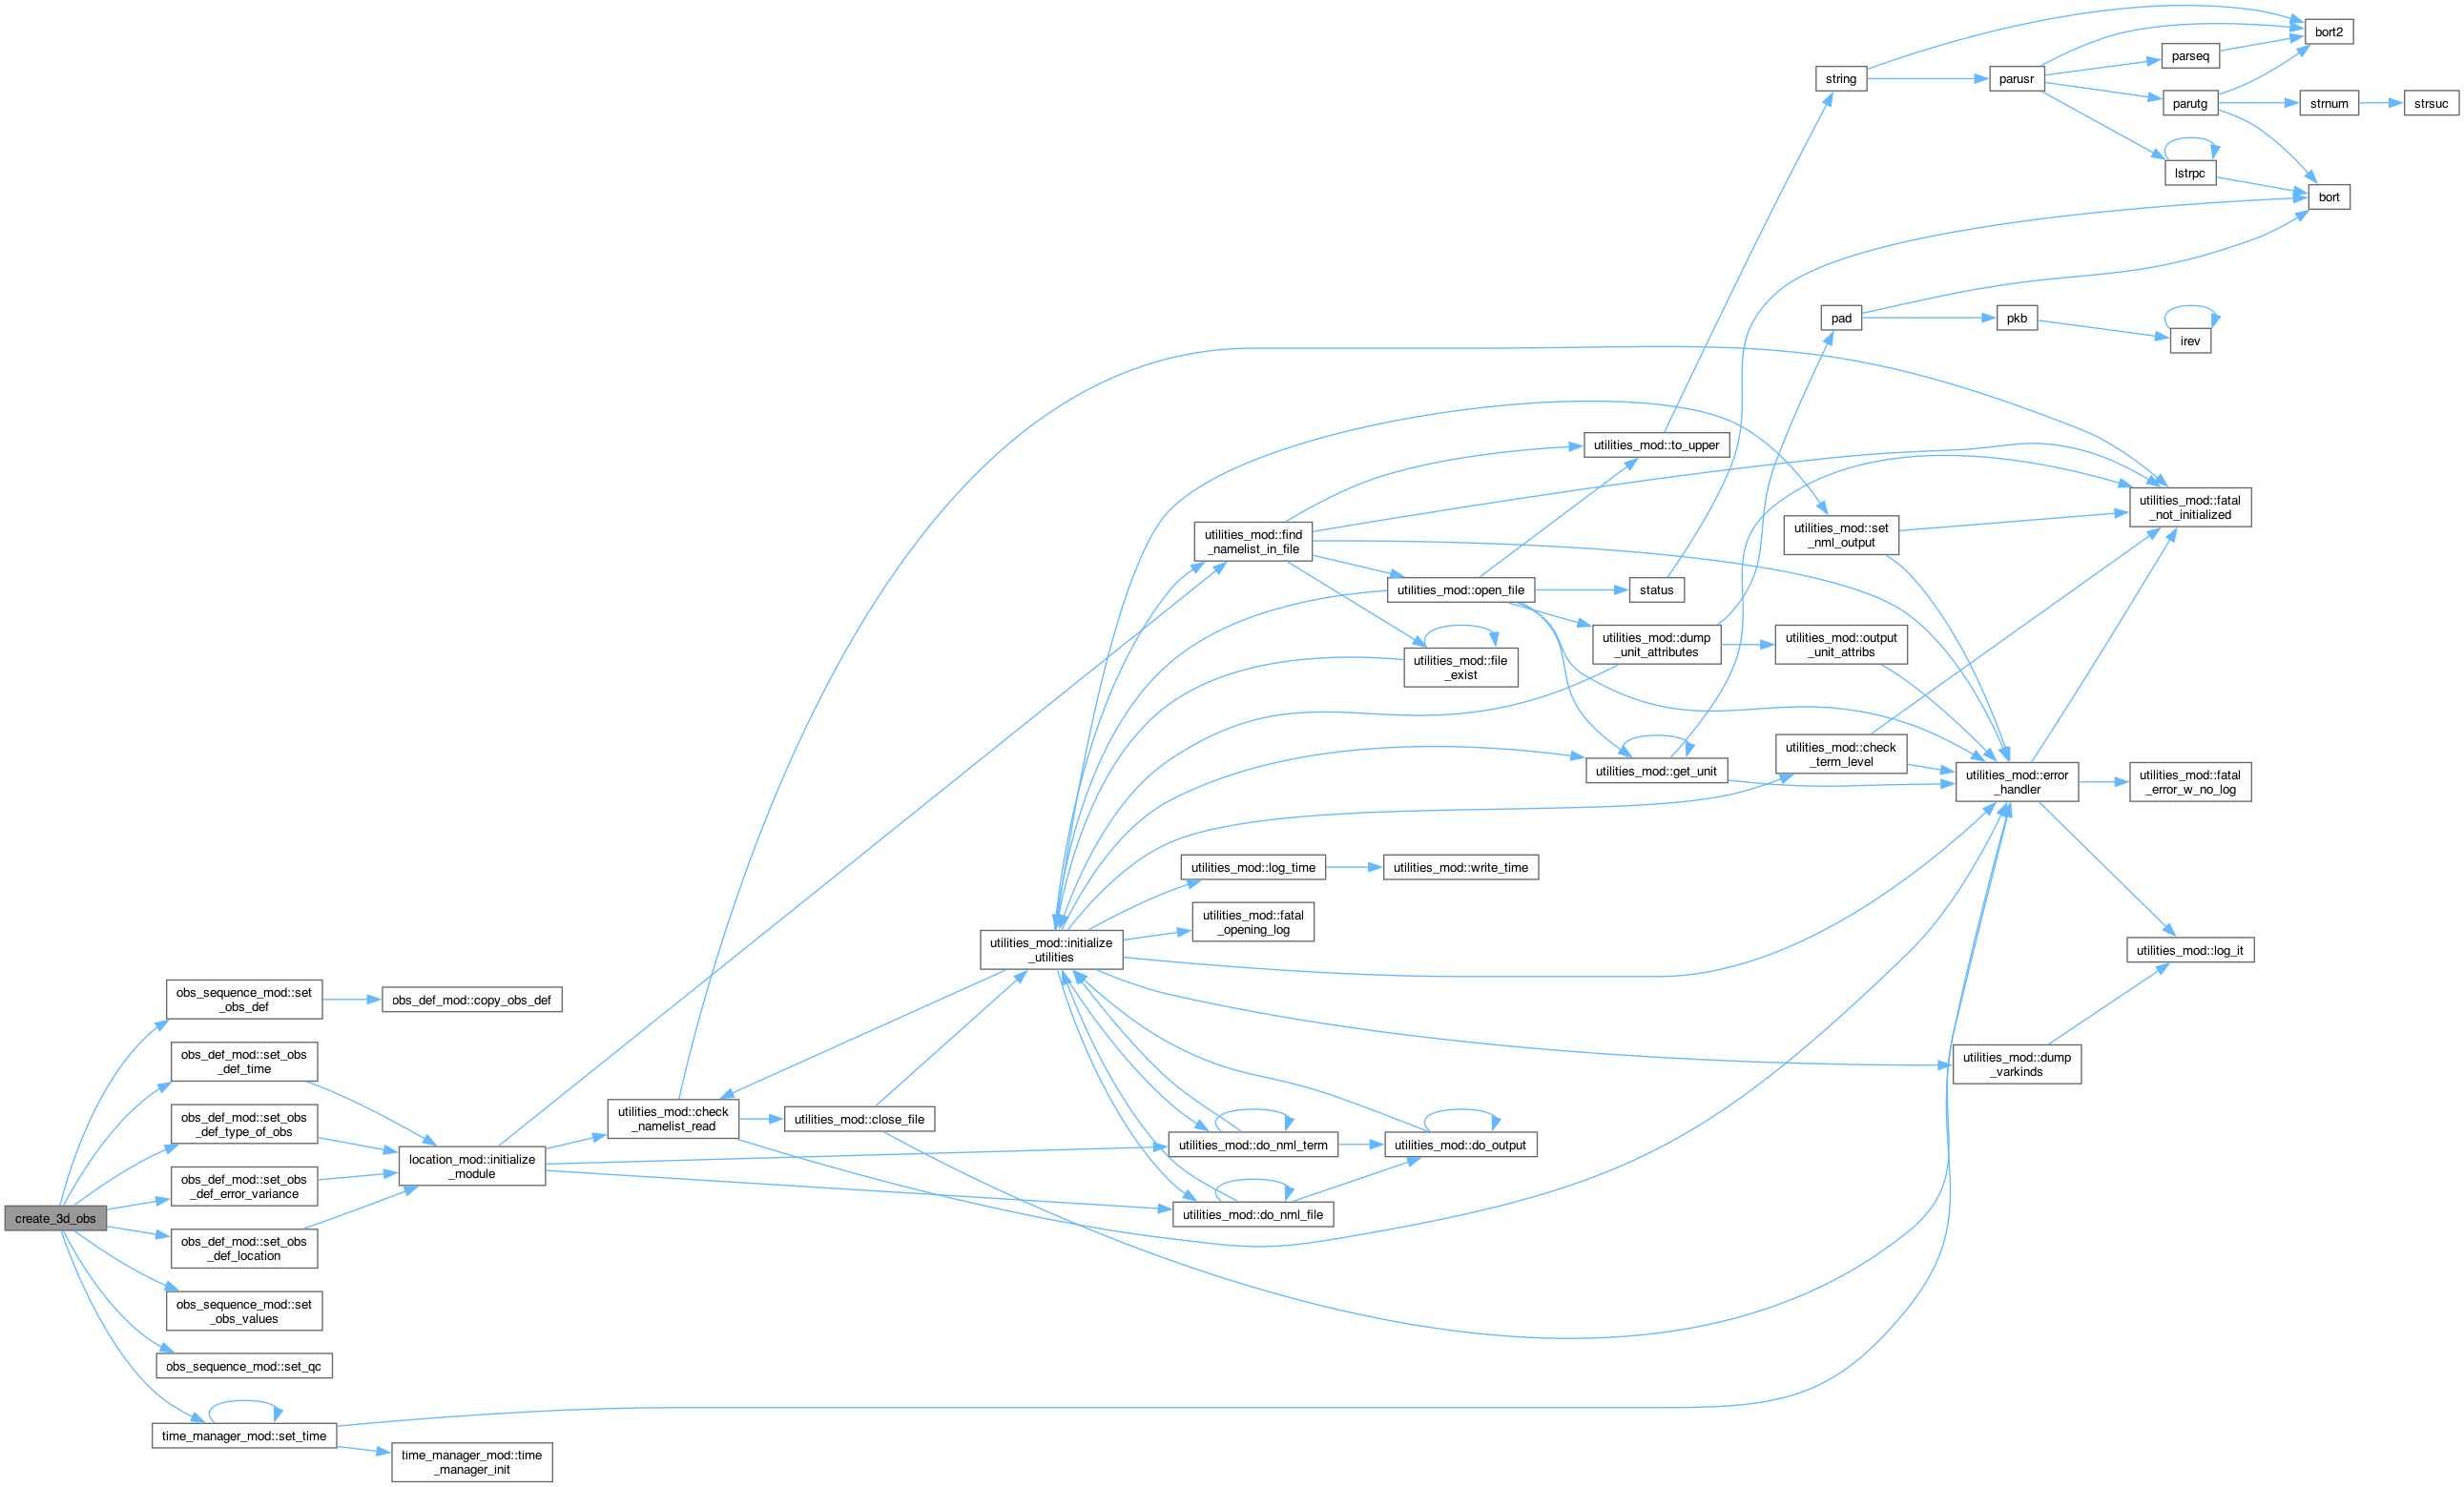 create_3d_obs
obs_sequence_mod::set
_obs_def
obs_def_mod::copy_obs_def
obs_def_mod::set_obs
_def_time
obs_def_mod::set_obs
_def_type_of_obs
obs_def_mod::set_obs
_def_error_variance
obs_def_mod::set_obs
_def_location
obs_sequence_mod::set
_obs_values
obs_sequence_mod::set_qc
time_manager_mod::set_time
time_manager_mod::time
_manager_init
location_mod::initialize
_module
utilities_mod::check
_namelist_read
utilities_mod::close_file
utilities_mod::initialize
_utilities
utilities_mod::find
_namelist_in_file
utilities_mod::log_time
utilities_mod::write_time
utilities_mod::fatal
_opening_log
utilities_mod::do_nml_term
utilities_mod::do_nml_file
utilities_mod::do_output
utilities_mod::open_file
utilities_mod::file
_exist
utilities_mod::to_upper
status
utilities_mod::dump
_unit_attributes
utilities_mod::get_unit
utilities_mod::set
_nml_output
utilities_mod::output
_unit_attribs
utilities_mod::check
_term_level
utilities_mod::error
_handler
utilities_mod::dump
_varkinds
utilities_mod::fatal
_not_initialized
utilities_mod::fatal
_error_w_no_log
utilities_mod::log_it
string
parusr
parseq
parutg
lstrpc
bort2
strnum
strsuc
bort
pad
pkb
irev